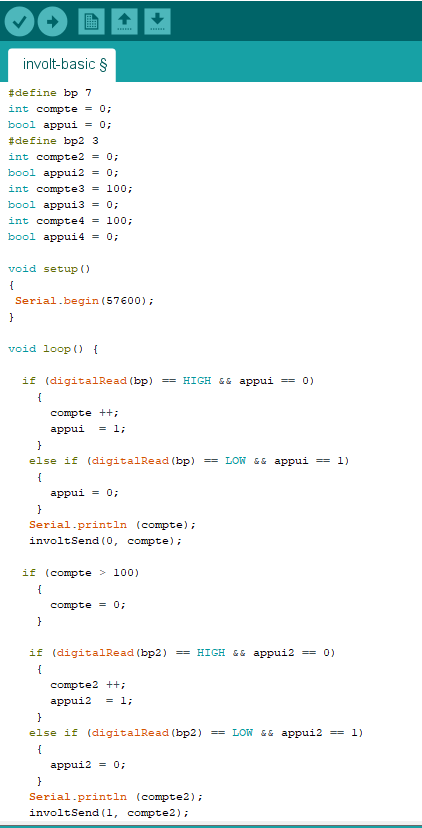 involt-basic §
#define bp 7
int compte = 0;
bool appui = 0;
#define bp2 3
int compte2 = 0;
bool appui2 = 0;
int compte3 = 100;
bool appui3 = 0;
int compte4 = 100;
bool appui4 = 0;
void setup()
{
Serial.begin(57600);
}
void loop() {
if (digitalRead(bp) == HIGH && appui == 0)
{
compte ++;
appui = 1;
}
else if (digitalRead(bp) == LOW && appui == 1)
{
appui = 0;
}
Serial.println (compte);
involtSend(0, compte);
if (compte > 100)
{
compte = 0;
}
if (digitalRead(bp2) == HIGH && appui2 == 0)
{
compte2 ++;
appui2 = 1;
}
else if (digitalRead(bp2) == LOW && appui2 == 1)
{
appui2 = 0;
}
Serial.println (compte2);
involtSend(1, compte2);